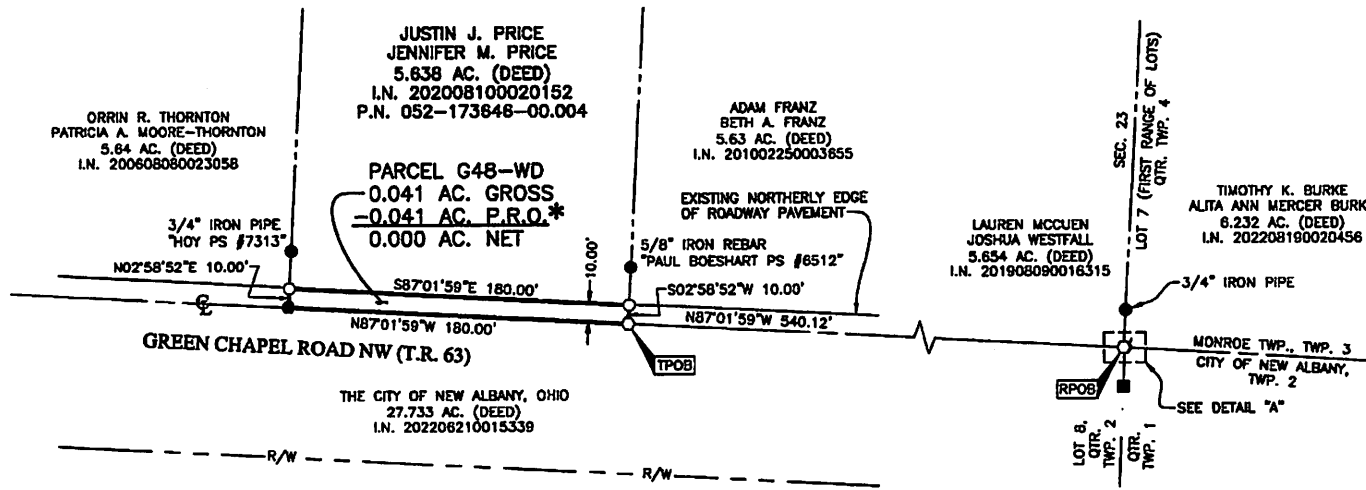 JUSTIN J. PRICE
JENNIFER M. PRICE
5.638 AC. (DEED)
I.N. 202008100020152
P.N. 052-173646-00.004
ORRIN R. THORNTON
PATRICIA A. MOORE-THORNTON
5.64 AC. (DEED)
I.N. 200608080023058
ADAM FRANZ
BETH A. FRANZ
5.63 AC. (DEED)
I.N. 201002250003655
SEC. 23
LOT 7 (FIRST RANGE OF LOTS)
QTR. TWP. 4
PARCEL G48-WD
0.041 AC. GROSS
-0.041 AC. P.R.O.*
0.000 AC. NET
EXISTING NORTHERLY EDGE
OF ROADWAY PAVEMENT
LAUREN MCCUEN
JOSHUA WESTFALL
5.654 AC. (DEED)
I.N. 201908090016315
TIMOTHY K. BURKE
ALITA ANN MERCER BURK
6.232 AC. (DEED)
I.N. 202208190020456
3/4" IRON PIPE
"HOY PS #7313"
5/8" IRON REBAR
"PAUL BOESHART PS #6512"
3/4" IRON PIPE
N02°58'52"E 10.00'
10.00'
S02°58'52"W 10.00'
S87°01'59"E 180.00'
℄
N87°01'59"W 180.00'
N87°01'59"W 540.12'
GREEN CHAPEL ROAD NW (T.R. 63)
TPOB
MONROE TWP., TWP. 3
CITY OF NEW ALBANY,
TWP. 2
RPOB
SEE DETAIL "A"
THE CITY OF NEW ALBANY, OHIO
27.733 AC. (DEED)
I.N. 202206210015339
LOT 8,
QTR.
TWP. 2
QTR.
TWP. 1
R/W
R/W